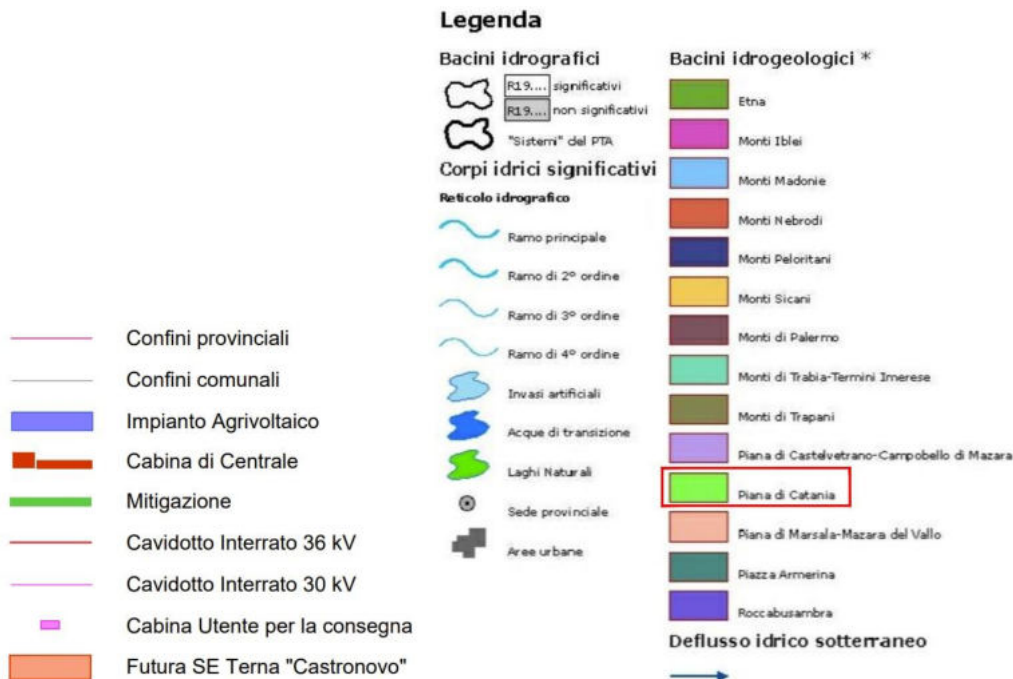 Legenda
Bacini idrografici
R19.... significativi
R19.... non significativi
"Sistemi" del PTA
Corpi idrici significativi
Reticolo idrografico
Ramo principale
Ramo di 2º ordine
Ramo di 3º ordine
Ramo di 4º ordine
Invasi artificiali
Acque di transizione
Laghi Naturali
Sede provinciale
Aree urbane
Bacini idrogeologici *
Etna
Monti Iblei
Monti Madonie
Monti Nebrodi
Monti Peloritani
Monti Sicani
Monti di Palermo
Monti di Trabia-Termini Imerese
Monti di Trapani
Piana di Castelvetrano-Campobello di Mazara
Piana di Catania
Piana di Marsala-Mazara del Vallo
Piazza Armerina
Roccabusambra
Deflusso idrico sotterraneo
Confini provinciali
Confini comunali
Impianto Agrivoltaico
Cabina di Centrale
Mitigazione
Cavidotto Interrato 36 kV
Cavidotto Interrato 30 kV
Cabina Utente per la consegna
Futura SE Terna "Castronovo"